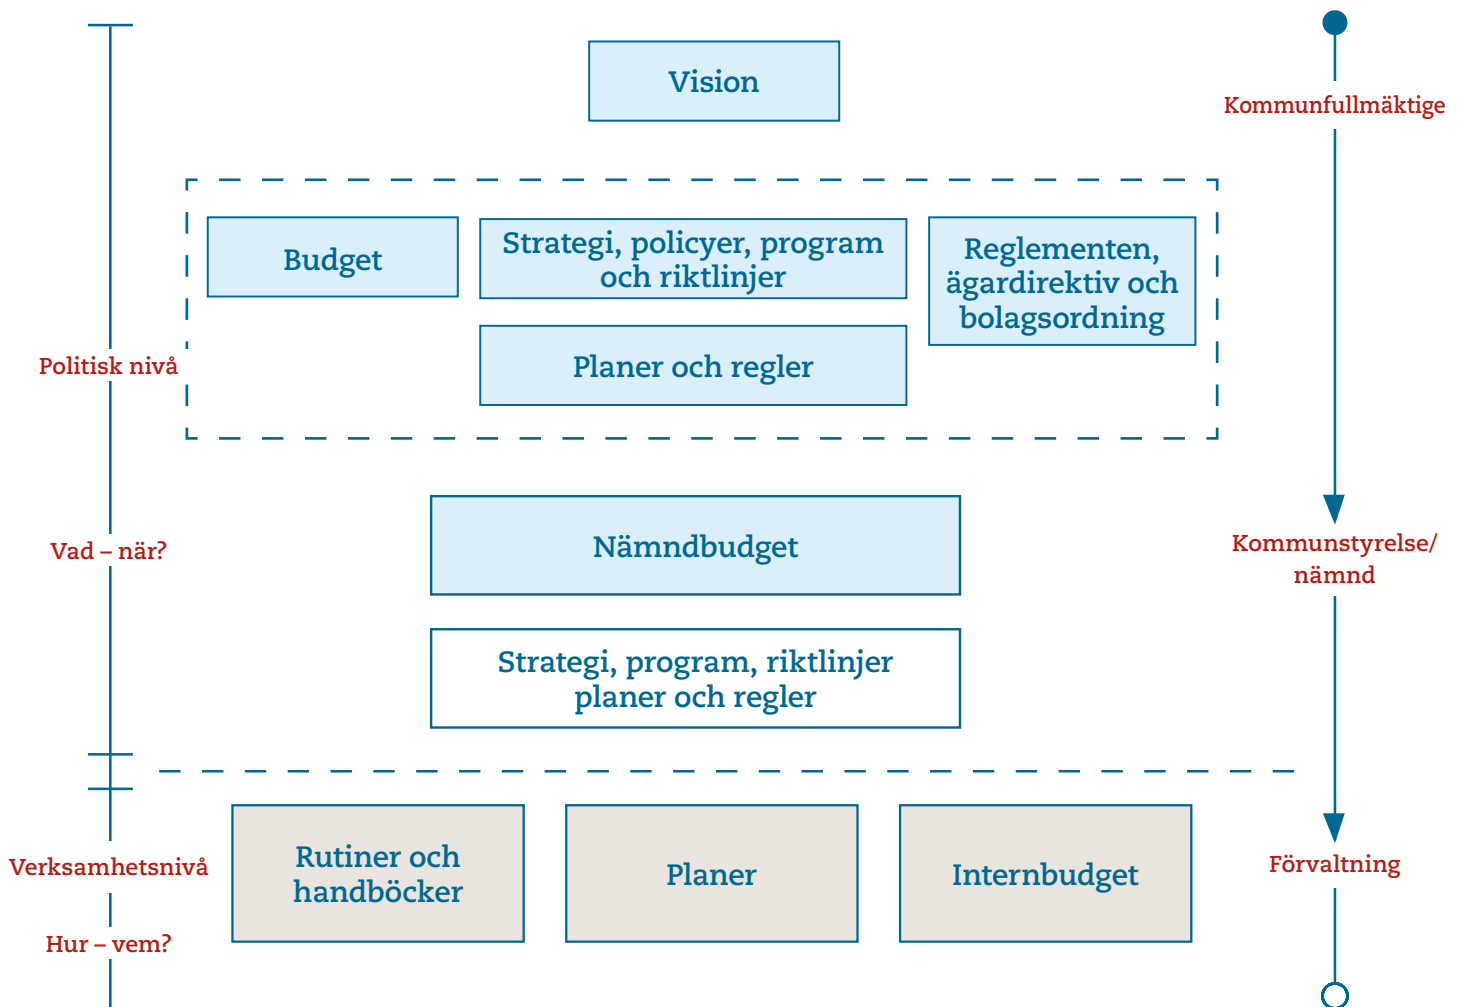 Vision
Kommunfullmäktige
Budget
Strategi, policyer, program
och riktlinjer
Reglementen,
ägardirektiv och
bolagsordning
Politisk nivå
Planer och regler
Vad – när?
Nämndbudget
Kommunstyrelse/
nämnd
Strategi, program, riktlinjer
planer och regler
Verksamhetsnivå
Rutiner och
handböcker
Planer
Internbudget
Förvaltning
Hur – vem?